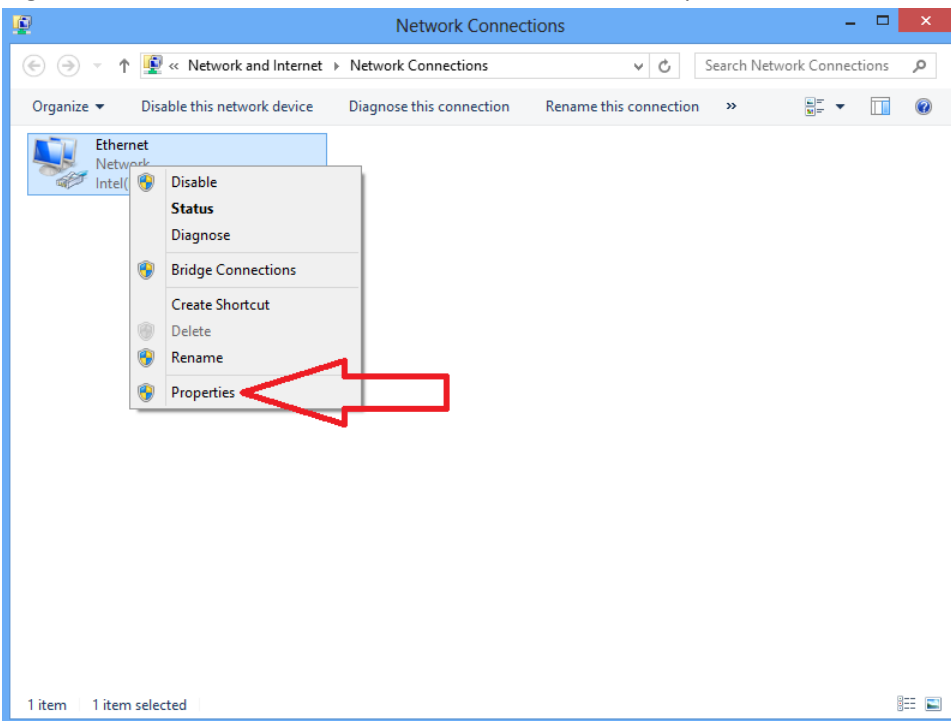 Network Connections
« Network and Internet ▸ Network Connections
Search Network Connections
Organize ▾ Disable this network device Diagnose this connection Rename this connection »
Ethernet
Network
Intel(
Disable
Status
Diagnose
Bridge Connections
Create Shortcut
Delete
Rename
Properties
1 item 1 item selected